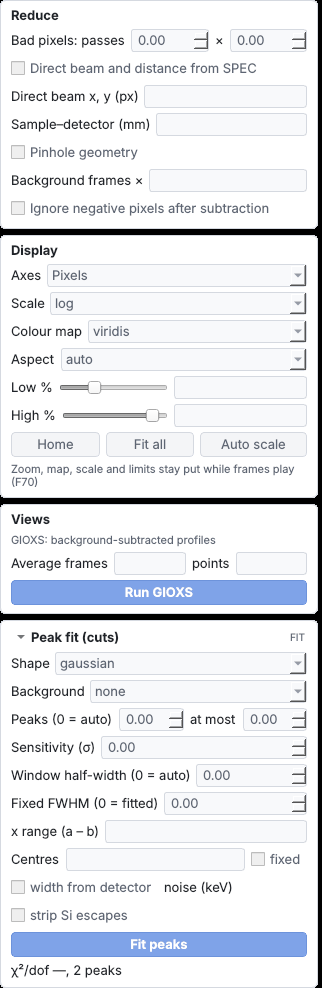 Reduce
Bad pixels: passes 0.00 × 0.00
Direct beam and distance from SPEC
Direct beam x, y (px)
Sample–detector (mm)
Pinhole geometry
Background frames ×
Ignore negative pixels after subtraction
Display
Axes Pixels
Scale log
Colour map viridis
Aspect auto
Low %
High %
Home Fit all Auto scale
Zoom, map, scale and limits stay put while frames play
(F70)
Views
GIOXS: background-subtracted profiles
Average frames points
Run GIOXS
Peak fit (cuts) FIT
Shape gaussian
Background none
Peaks (0 = auto) 0.00 at most 0.00
Sensitivity (σ) 0.00
Window half-width (0 = auto) 0.00
Fixed FWHM (0 = fitted) 0.00
x range (a – b)
Centres fixed
width from detector noise (keV)
strip Si escapes
Fit peaks
χ²/dof —, 2 peaks